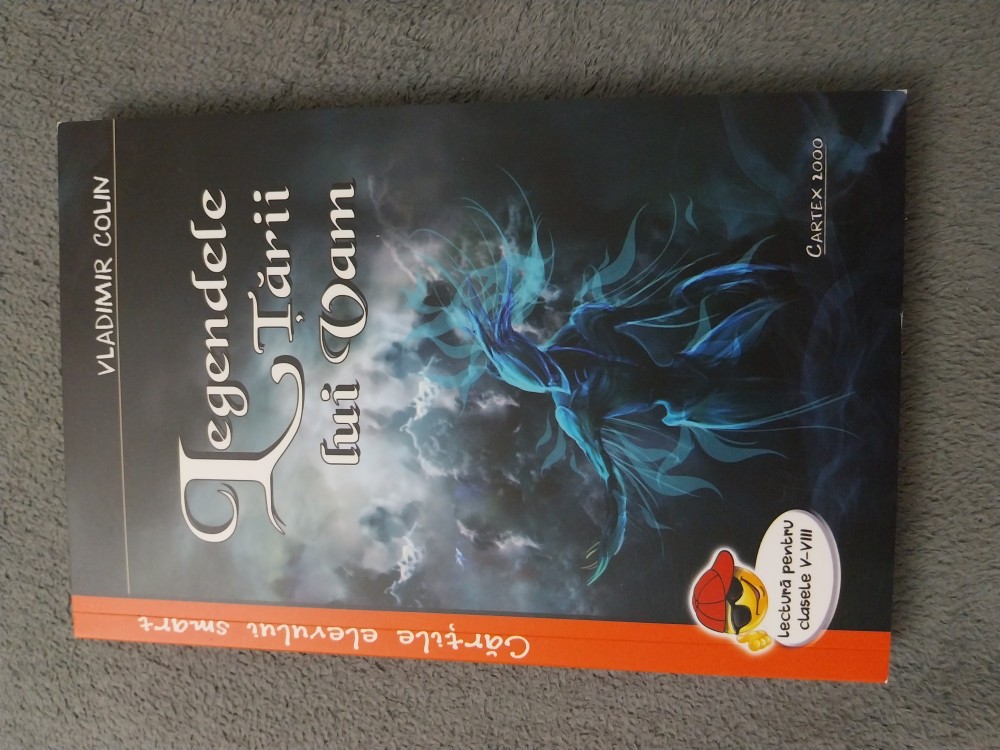 VLADIMIR COLIN
Legendele
Țării
lui Vam
Cărțile elevului smart
lectură pentru
clasele V-VIII
CARTEX 2000